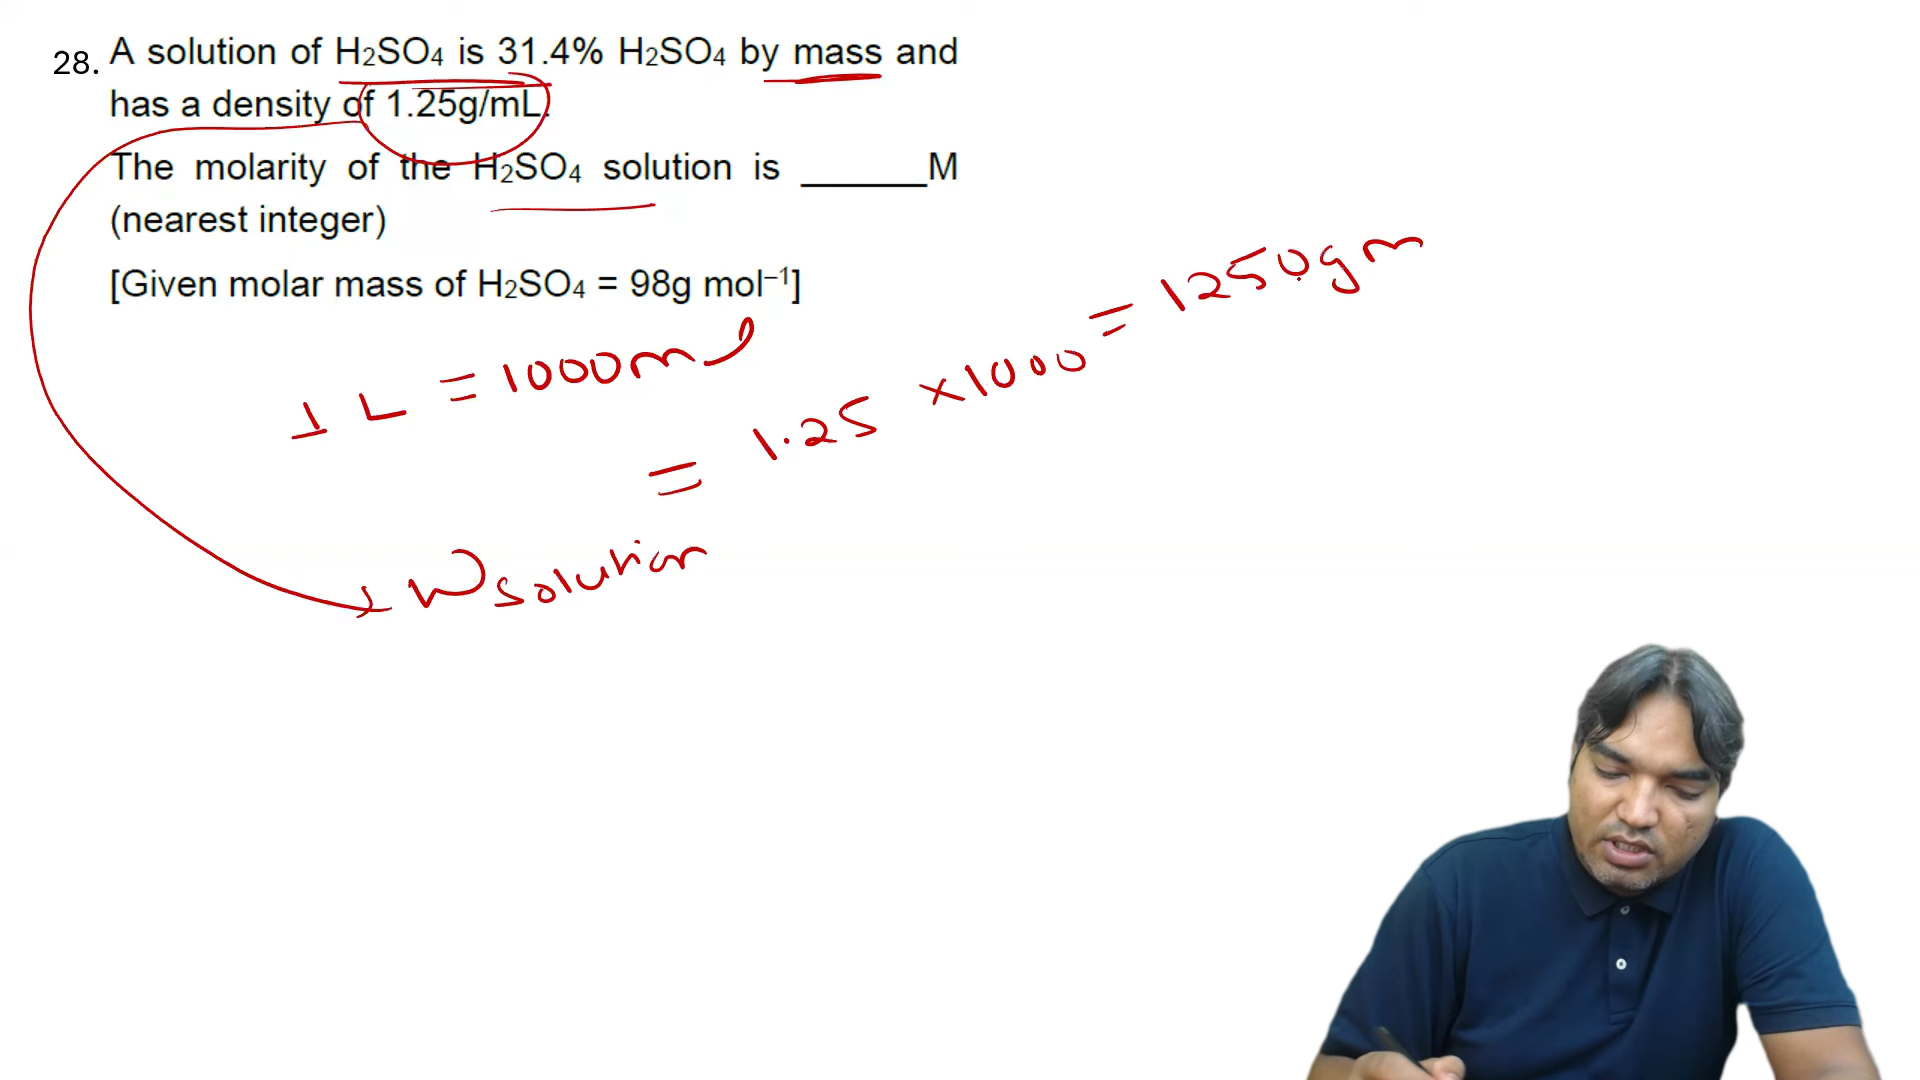 28. A solution of H₂SO₄ is 31.4% H₂SO₄ by mass and
has a density of 1.25g/mL.
The molarity of the H₂SO₄ solution is ______M
(nearest integer)
[Given molar mass of H₂SO₄ = 98g mol⁻¹]
1 L = 1000ml
= 1.25 × 1000 = 1250gm
Wsolution